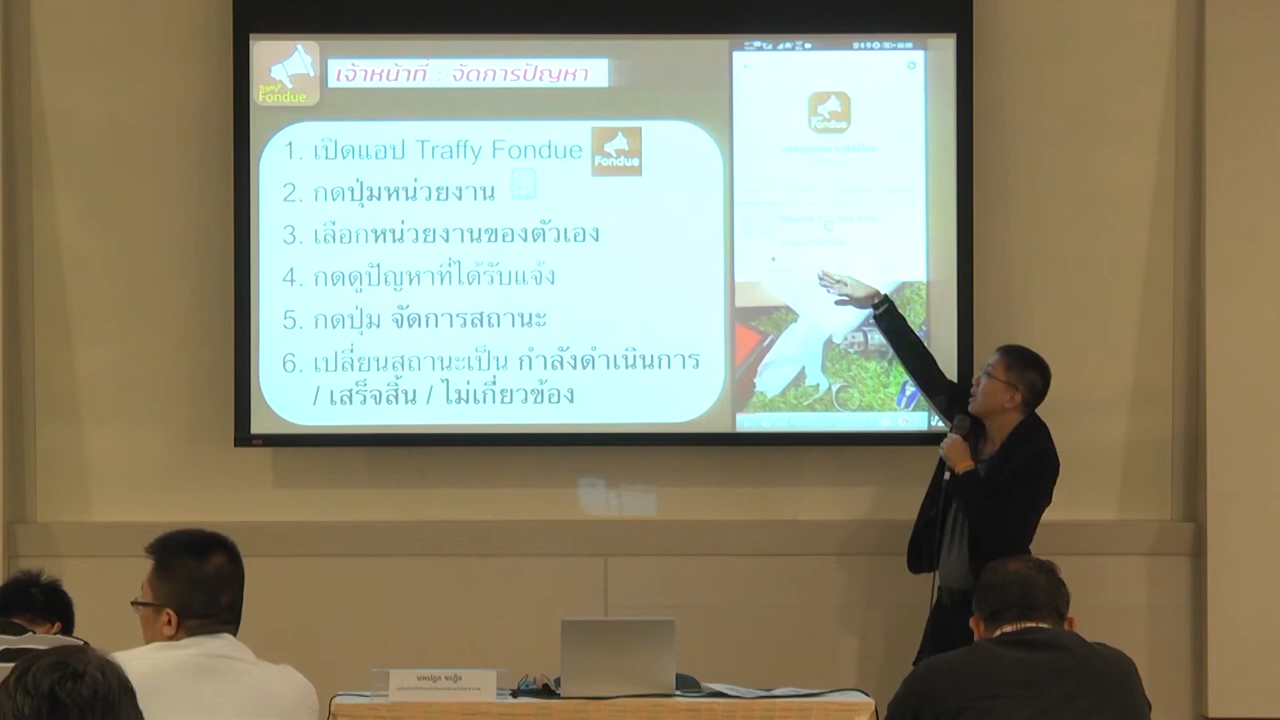 Traffy
Fondue
เจ้าหน้าที่ : จัดการปัญหา
1. เปิดแอป Traffy Fondue
Fondue
2. กดปุ่มหน่วยงาน
3. เลือกหน่วยงานของตัวเอง
4. กดดูปัญหาที่ได้รับแจ้ง
5. กดปุ่ม จัดการสถานะ
6. เปลี่ยนสถานะเป็น กำลังดำเนินการ
/ เสร็จสิ้น / ไม่เกี่ยวข้อง
Fondue